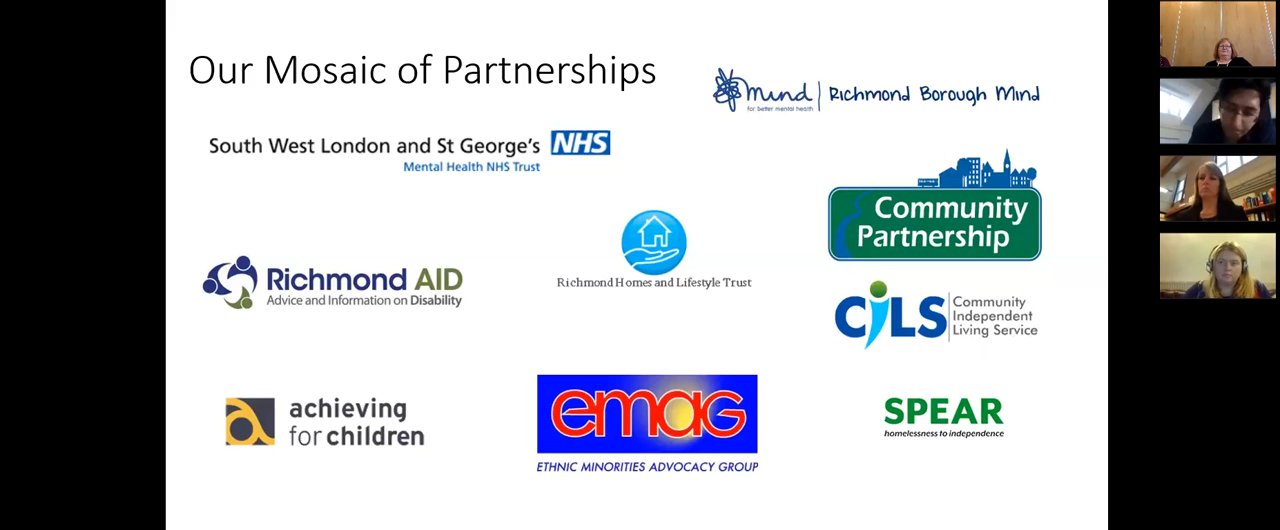 Our Mosaic of Partnerships
mind
for better mental health
Richmond Borough Mind
South West London and St George's NHS
Mental Health NHS Trust
Community
Partnership
Richmond Homes and Lifestyle Trust
Richmond AID
Advice and Information on Disability
CILS
Community
Independent
Living Service
achieving
for children
emaG
ETHNIC MINORITIES ADVOCACY GROUP
SPEAR
homelessness to independence